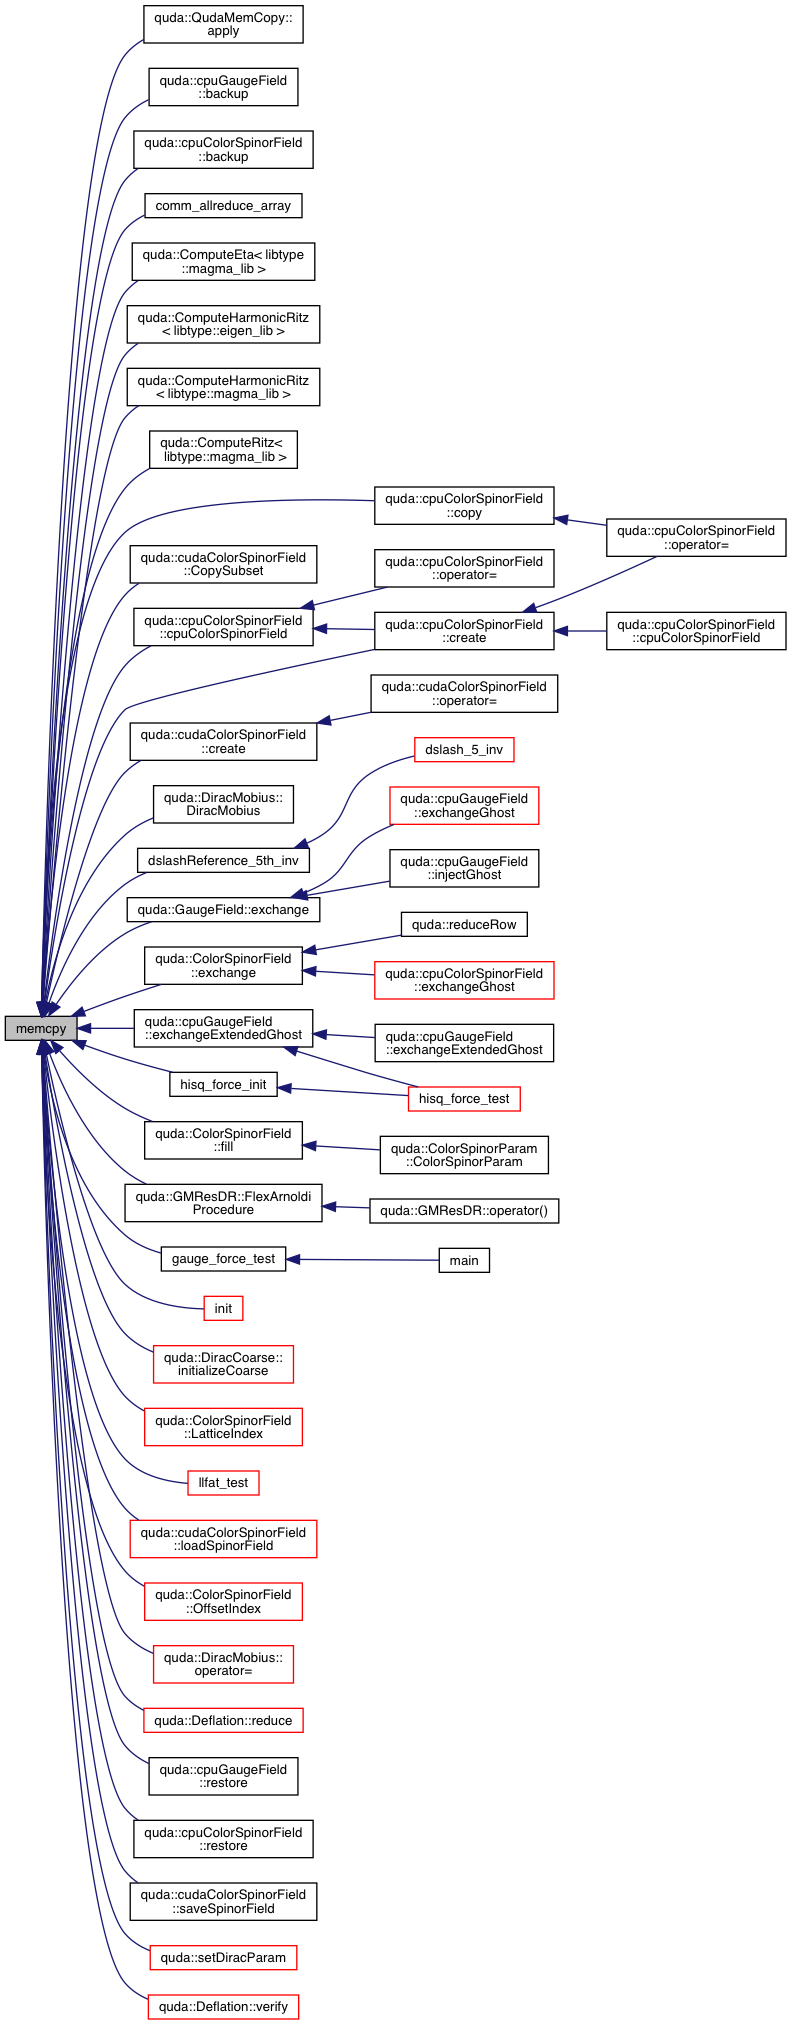 quda::QudaMemCopy::
apply
quda::cpuGaugeField
::backup
quda::cpuColorSpinorField
::backup
comm_allreduce_array
quda::ComputeEta< libtype
::magma_lib >
quda::ComputeHarmonicRitz
< libtype::eigen_lib >
quda::ComputeHarmonicRitz
< libtype::magma_lib >
quda::ComputeRitz<
libtype::magma_lib >
quda::cpuColorSpinorField
::copy
quda::cpuColorSpinorField
::operator=
quda::cudaColorSpinorField
::CopySubset
quda::cpuColorSpinorField
::operator=
quda::cpuColorSpinorField
::cpuColorSpinorField
quda::cpuColorSpinorField
::create
quda::cpuColorSpinorField
::cpuColorSpinorField
quda::cudaColorSpinorField
::operator=
quda::cudaColorSpinorField
::create
dslash_5_inv
quda::DiracMobius::
DiracMobius
quda::cpuGaugeField
::exchangeGhost
dslashReference_5th_inv
quda::cpuGaugeField
::injectGhost
quda::GaugeField::exchange
quda::reduceRow
quda::ColorSpinorField
::exchange
quda::cpuColorSpinorField
::exchangeGhost
memcpy
quda::cpuGaugeField
::exchangeExtendedGhost
quda::cpuGaugeField
::exchangeExtendedGhost
hisq_force_init
hisq_force_test
quda::ColorSpinorField
::fill
quda::ColorSpinorParam
::ColorSpinorParam
quda::GMResDR::FlexArnoldi
Procedure
quda::GMResDR::operator()
gauge_force_test
main
init
quda::DiracCoarse::
initializeCoarse
quda::ColorSpinorField
::LatticeIndex
llfat_test
quda::cudaColorSpinorField
::loadSpinorField
quda::ColorSpinorField
::OffsetIndex
quda::DiracMobius::
operator=
quda::Deflation::reduce
quda::cpuGaugeField
::restore
quda::cpuColorSpinorField
::restore
quda::cudaColorSpinorField
::saveSpinorField
quda::setDiracParam
quda::Deflation::verify